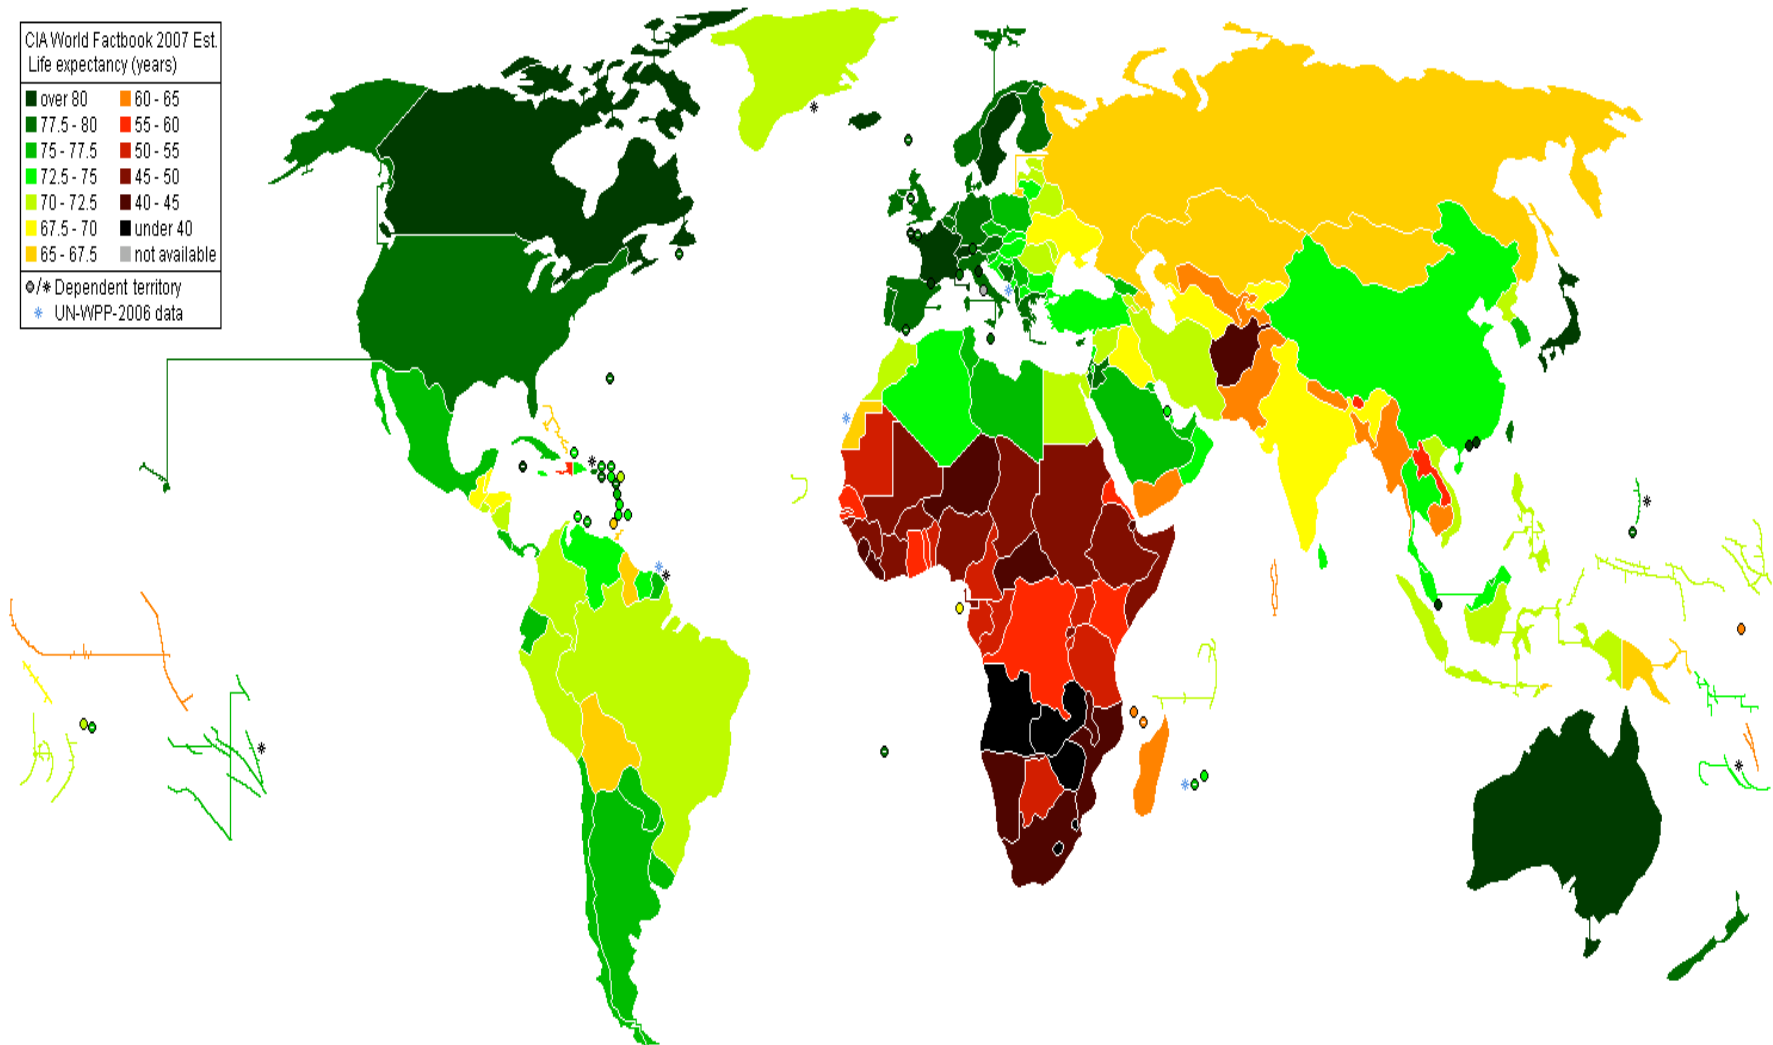 CIA World Factbook 2007 Est.
Life expectancy (years)
over 80
77.5 - 80
75 - 77.5
72.5 - 75
70 - 72.5
67.5 - 70
65 - 67.5
60 - 65
55 - 60
50 - 55
45 - 50
40 - 45
under 40
not available
/* Dependent territory
* UN-WPP-2006 data